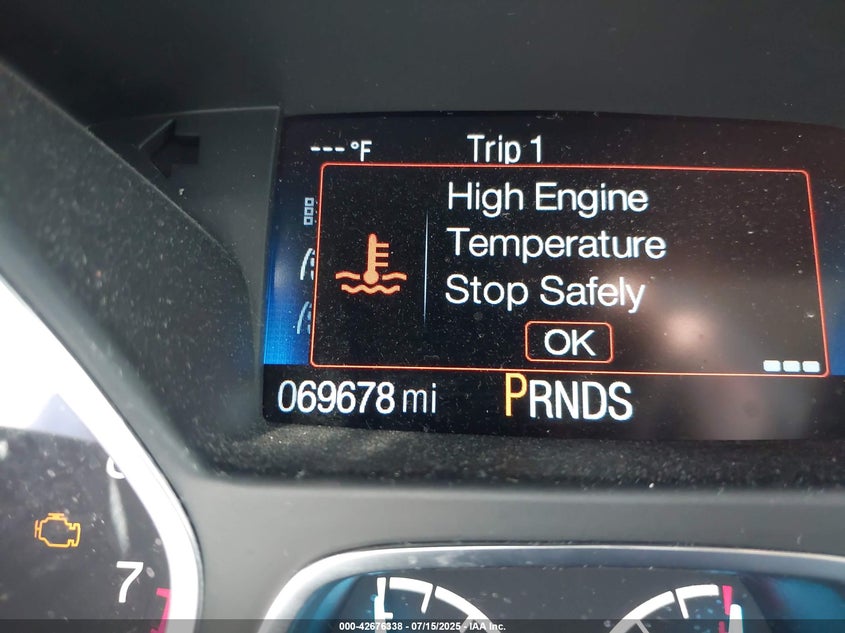 --- °F Trip 1
High Engine
Temperature
Stop Safely
OK
069678 mi PRNDS
7
000-42676338 - 07/15/2025 - IAA Inc.